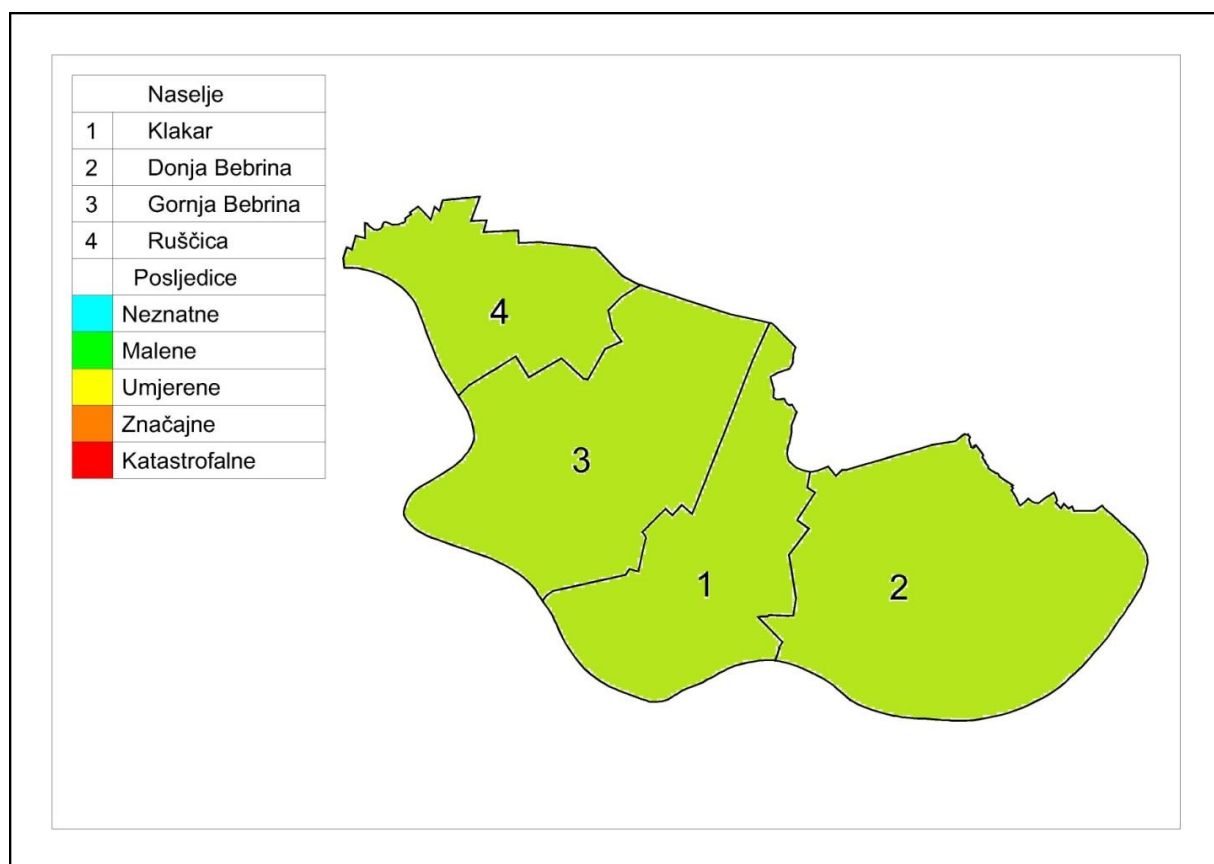 Naselje
1 Klakar
2 Donja Bebrina
3 Gornja Bebrina
4 Ruščica
Posljedice
Neznatne
Malene
Umjerene
Značajne
Katastrofalne
4
3
1
2